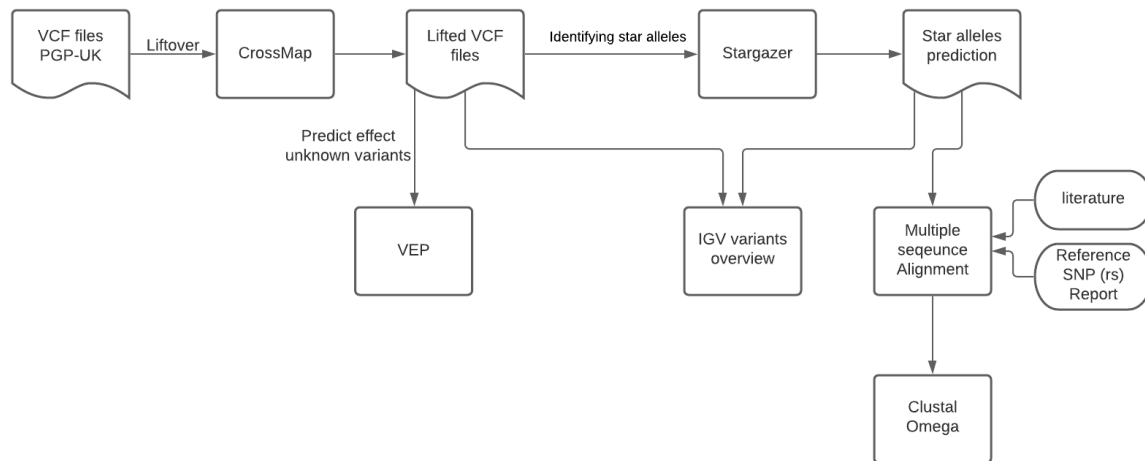 VCF files
PGP-UK
Liftover
CrossMap
Lifted VCF
files
Identifying star alleles
Stargazer
Star alleles
prediction
Predict effect
unknown variants
VEP
IGV variants
overview
Multiple
seqeunce
Alignment
literature
Reference
SNP (rs)
Report
Clustal
Omega